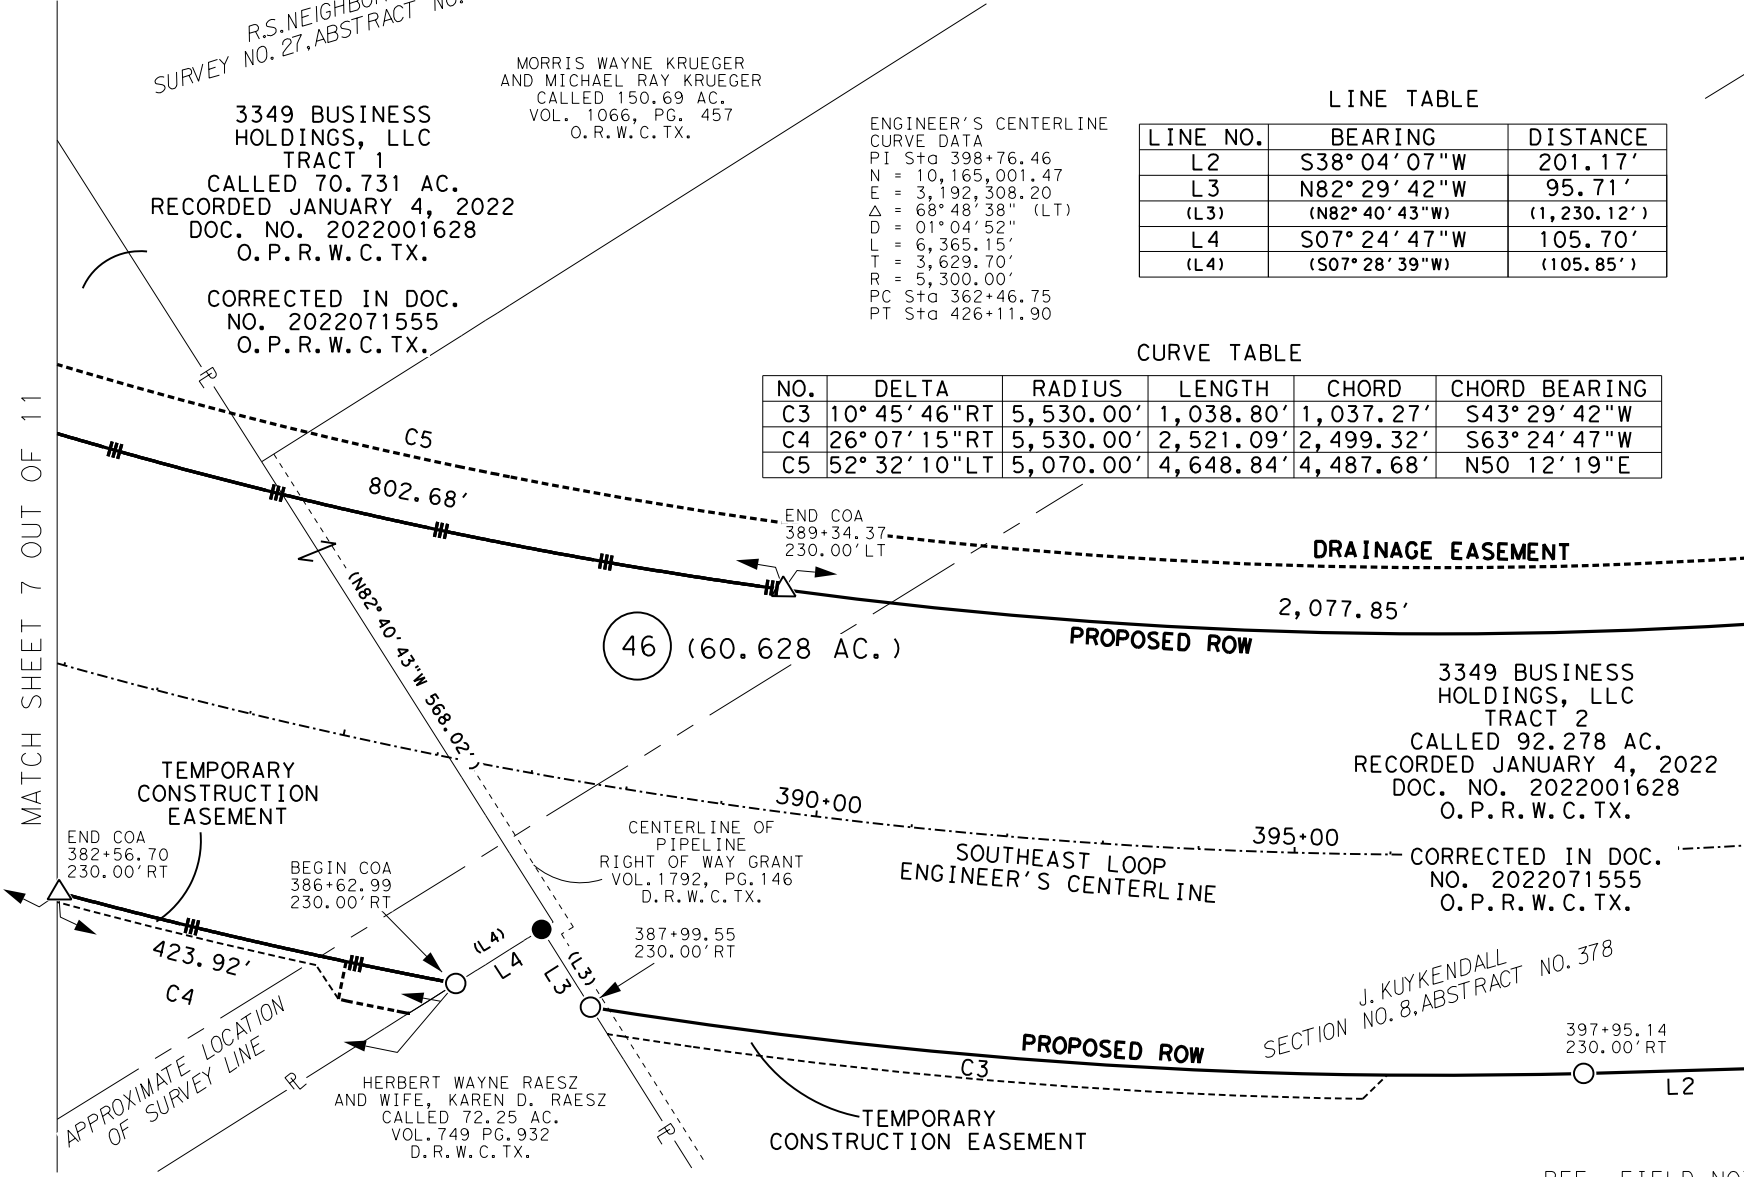 R.S.
SURVEY NO. 27, ABSTRACT NO.
3349 BUSINESS
HOLDINGS, LLC
TRACT 1
CALLED 70.731 AC.
RECORDED JANUARY 4, 2022
DOC. NO. 2022001628
O.P.R.W.C.TX.
CORRECTED IN DOC.
NO. 2022071555
O.P.R.W.C.TX.
MORRIS WAYNE KRUEGER
AND MICHAEL RAY KRUEGER
CALLED 150.69 AC.
VOL. 1066, PG. 457
O.R.W.C.TX.
ENGINEER'S CENTERLINE
CURVE DATA
PI Sta 398+76.46
N = 10,165,001.47
E = 3,192,308.20
△ = 68°48'38" (LT)
D = 01°04'52"
L = 6,365.15'
T = 3,629.70'
R = 5,300.00'
PC Sta 362+46.75
PT Sta 426+11.90
LINE TABLE
LINE NO. BEARING DISTANCE
L2 S38°04'07"W 201.17'
L3 N82°29'42"W 95.71'
(L3) (N82°40'43"W) (1,230.12')
L4 S07°24'47"W 105.70'
(L4) (S07°28'39"W) (105.85')
CURVE TABLE
NO. DELTA RADIUS LENGTH CHORD CHORD BEARING
C3 10°45'46"RT 5,530.00' 1,038.80' 1,037.27' S43°29'42"W
C4 26°07'15"RT 5,530.00' 2,521.09' 2,499.32' S63°24'47"W
C5 52°32'10"LT 5,070.00' 4,648.84' 4,487.68' N50 12'19"E
MATCH SHEET 7 OUT OF 11
PL
C5
802.68'
END COA
389+34.37
230.00'LT
DRAINAGE EASEMENT
2,077.85'
PROPOSED ROW
(N82°40'43"W 568.02')
46 (60.628 AC.)
3349 BUSINESS
HOLDINGS, LLC
TRACT 2
CALLED 92.278 AC.
RECORDED JANUARY 4, 2022
DOC. NO. 2022001628
O.P.R.W.C.TX.
CORRECTED IN DOC.
NO. 2022071555
O.P.R.W.C.TX.
TEMPORARY
CONSTRUCTION
EASEMENT
390+00
395+00
SOUTHEAST LOOP
ENGINEER'S CENTERLINE
END COA
382+56.70
230.00'RT
BEGIN COA
386+62.99
230.00'RT
CENTERLINE OF
PIPELINE
RIGHT OF WAY GRANT
VOL.1792, PG.146
D.R.W.C.TX.
387+99.55
230.00'RT
(L4)
L4
(L3)
L3
423.92'
C4
J. KUYKENDALL
SECTION NO. 8, ABSTRACT NO. 378
APPROXIMATE LOCATION
OF SURVEY LINE
PL
HERBERT WAYNE RAESZ
AND WIFE, KAREN D. RAESZ
CALLED 72.25 AC.
VOL.749 PG.932
D.R.W.C.TX.
PL
PROPOSED ROW
C3
397+95.14
230.00'RT
L2
TEMPORARY
CONSTRUCTION EASEMENT